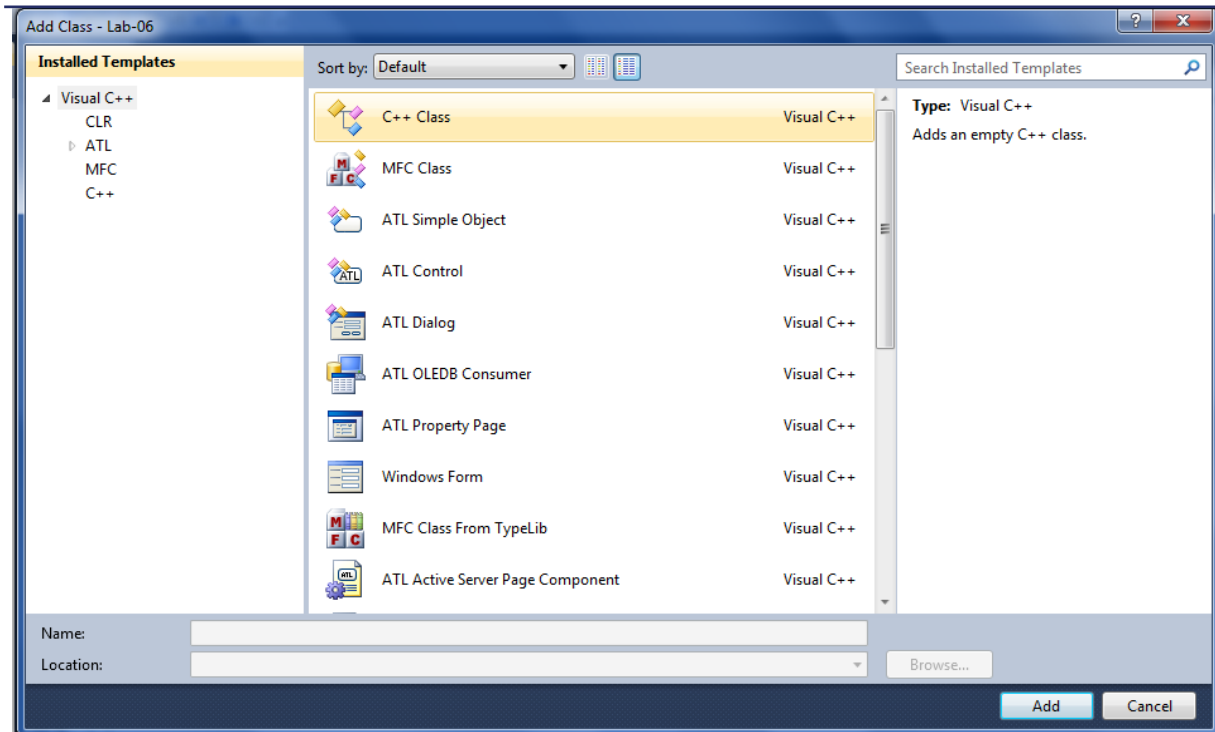 Add Class - Lab-06
Installed Templates
Sort by: Default
Search Installed Templates
Visual C++
CLR
ATL
MFC
C++
C++ Class Visual C++
MFC Class Visual C++
ATL Simple Object Visual C++
ATL Control Visual C++
ATL Dialog Visual C++
ATL OLEDB Consumer Visual C++
ATL Property Page Visual C++
Windows Form Visual C++
MFC Class From TypeLib Visual C++
ATL Active Server Page Component Visual C++
Type: Visual C++
Adds an empty C++ class.
Name:
Location:
Browse...
Add Cancel